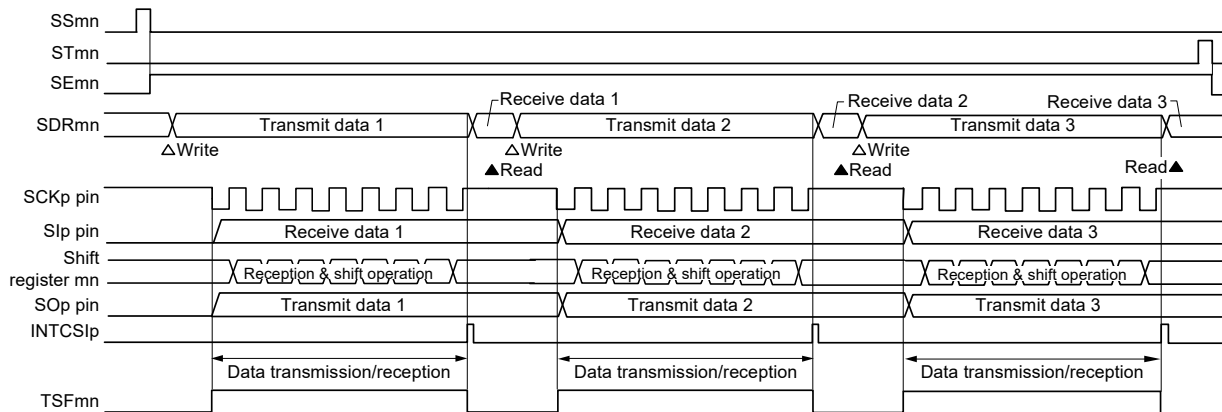 SSmn
STmn
SEmn
Receive data 1 Receive data 2 Receive data 3
SDRmn Transmit data 1 Transmit data 2 Transmit data 3
△Write △Write △Write
▲Read ▲Read Read▲
SCKp pin
SIp pin Receive data 1 Receive data 2 Receive data 3
Shift
register mn Reception & shift operation Reception & shift operation Reception & shift operation
SOp pin Transmit data 1 Transmit data 2 Transmit data 3
INTCSIp
Data transmission/reception Data transmission/reception Data transmission/reception
TSFmn